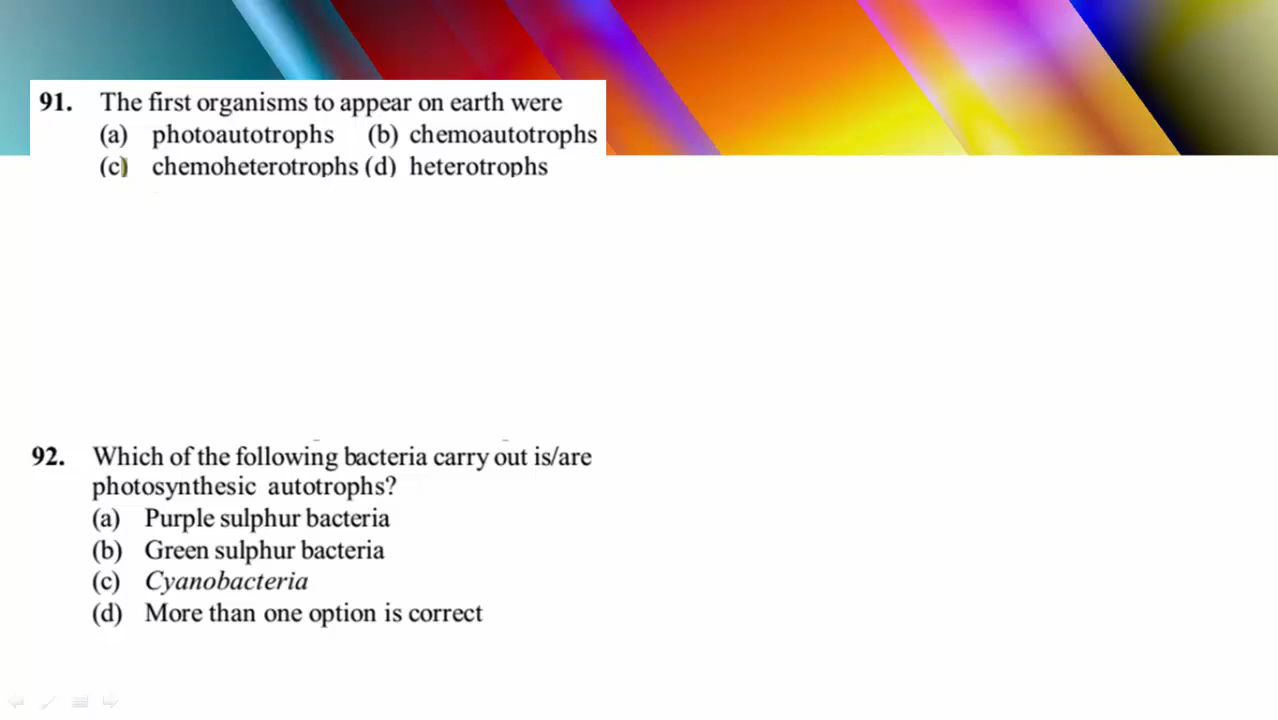 91. The first organisms to appear on earth were
(a) photoautotrophs (b) chemoautotrophs
(c) chemoheterotrophs (d) heterotrophs
92. Which of the following bacteria carry out is/are
photosynthesic autotrophs?
(a) Purple sulphur bacteria
(b) Green sulphur bacteria
(c) Cyanobacteria
(d) More than one option is correct